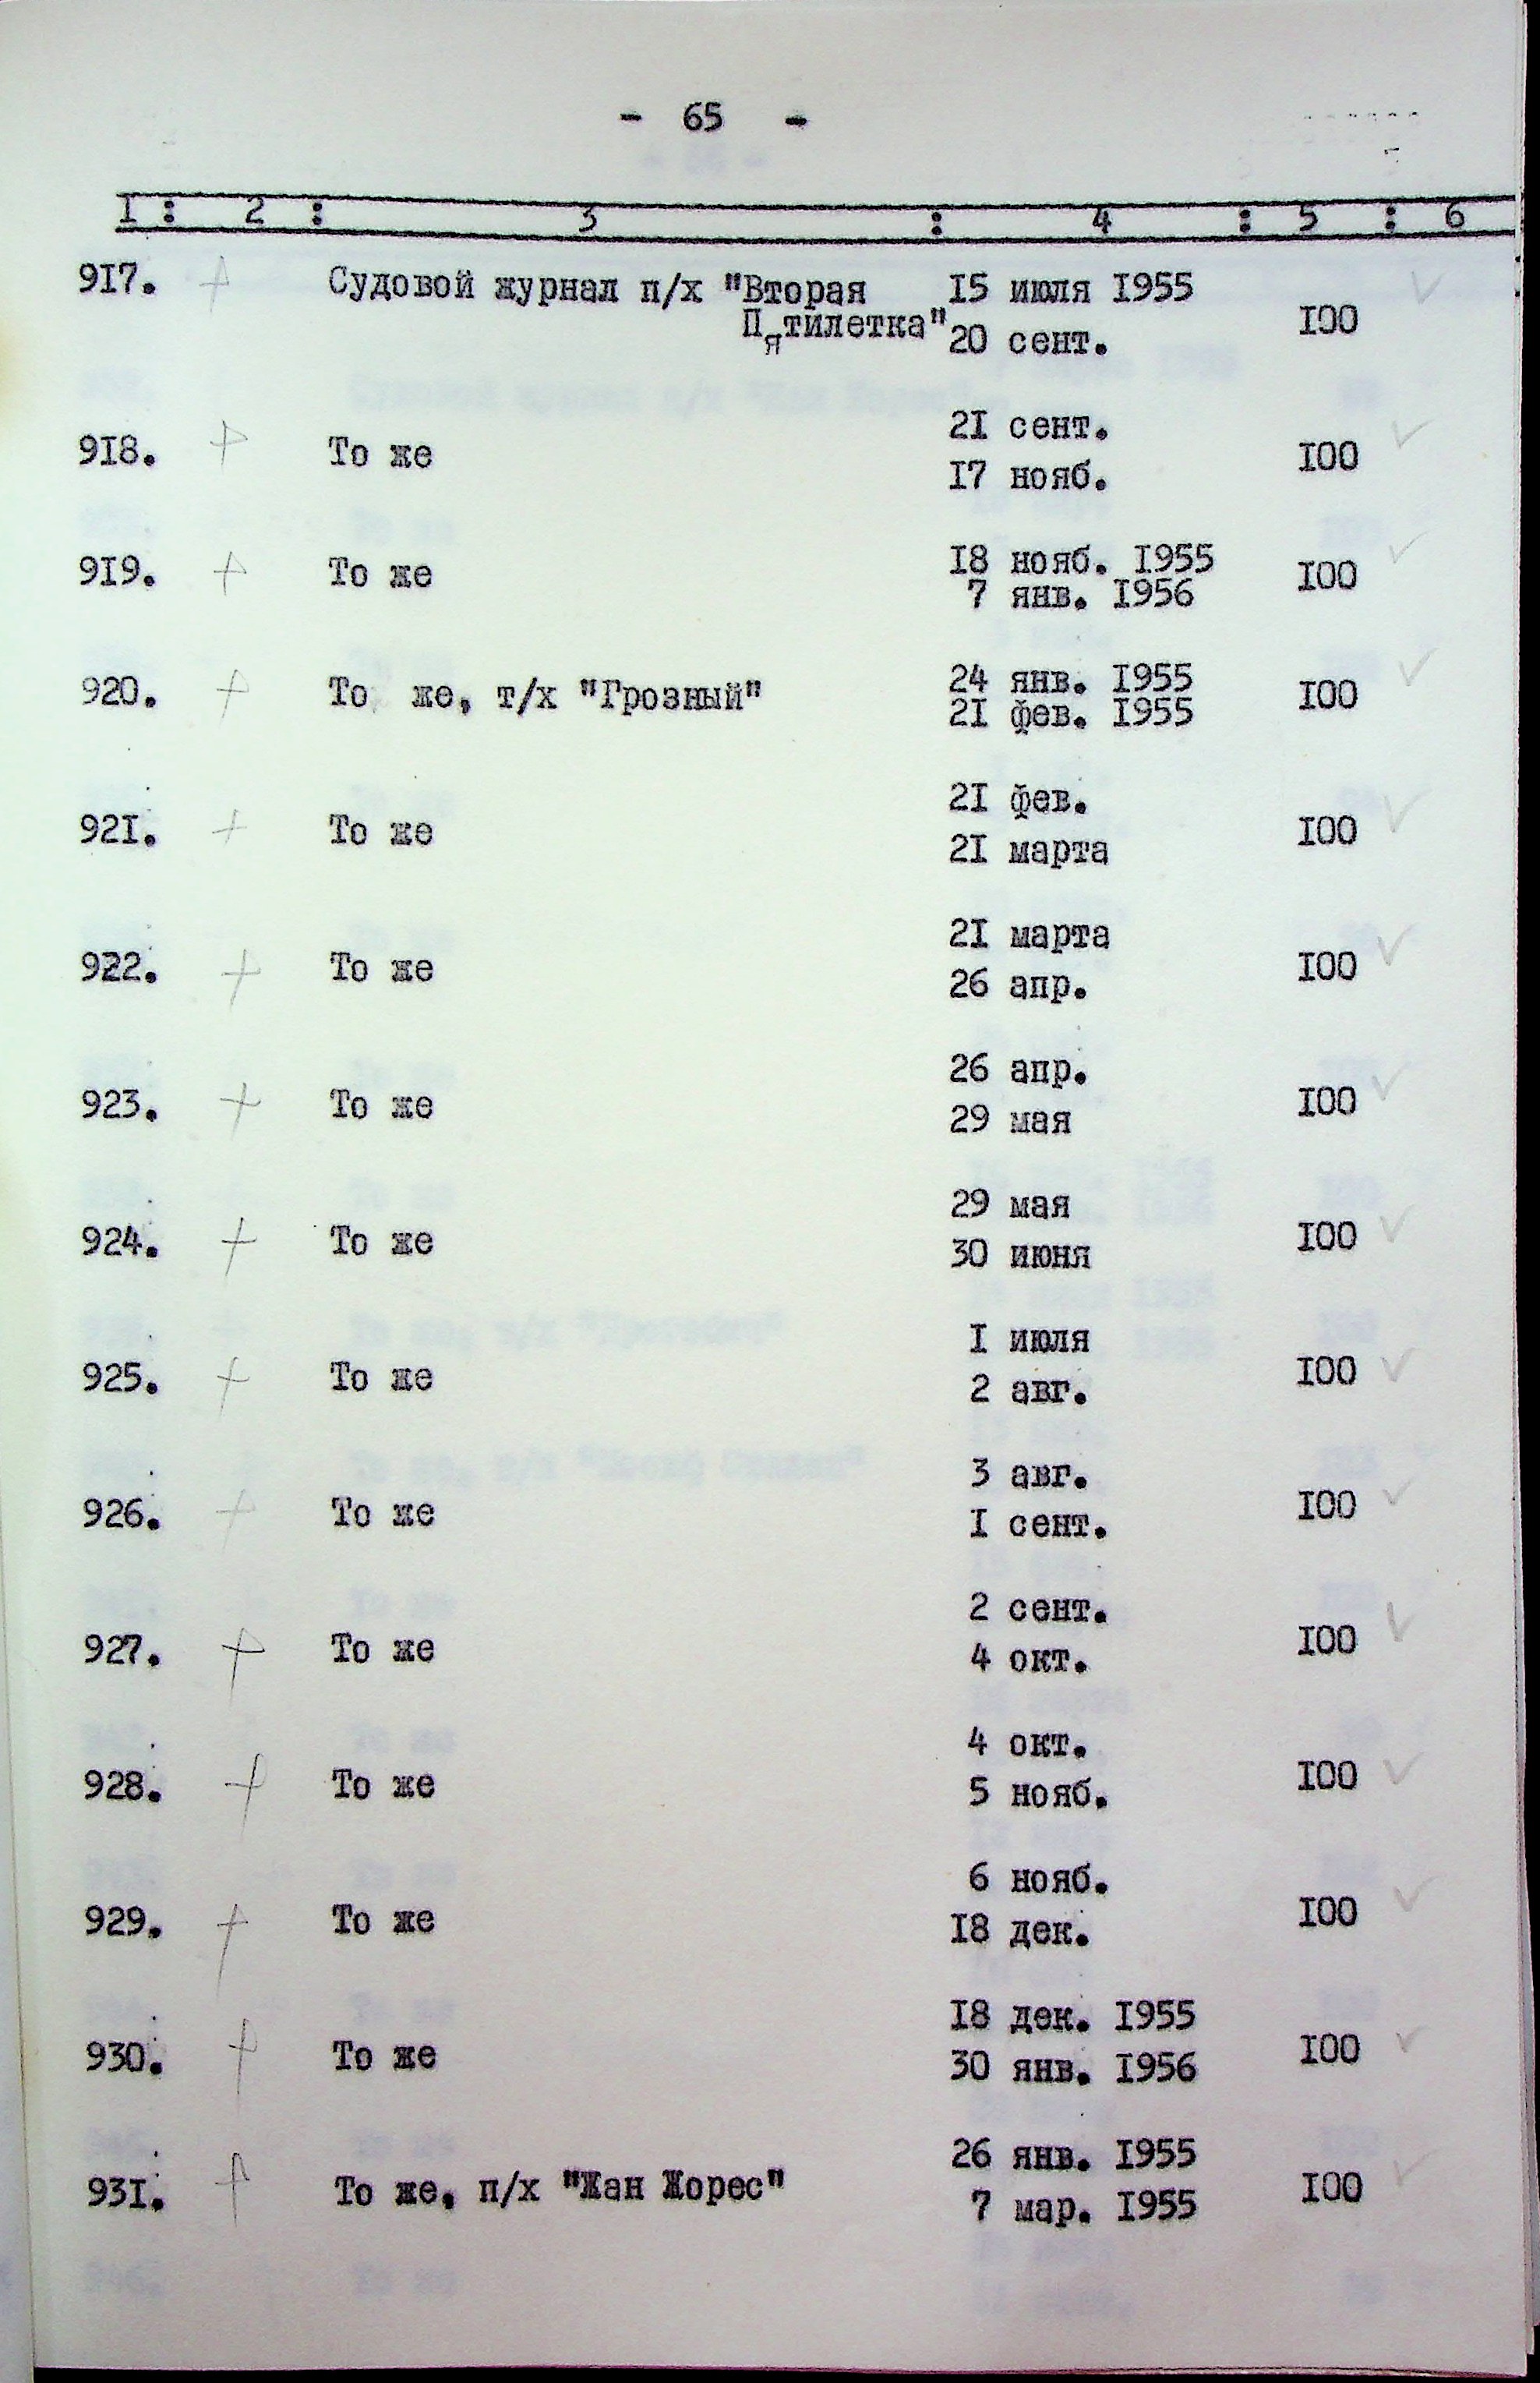 - 65 -
I : 2 : 3 : 4 : 5 : 6
917. + Судовой журнал п/х "Вторая 15 июля 1955
Пятилетка" 20 сент. 100
918. + То же 21 сент. 100
17 нояб.
919. + То же 18 нояб. 1955 100
7 янв. 1956
920. + То же, т/х "Грозный" 24 янв. 1955 100
21 фев. 1955
921. + То же 21 фев. 100
21 марта
922. + То же 21 марта 100
26 апр.
923. + То же 26 апр. 100
29 мая
924. + То же 29 мая 100
30 июня
925. + То же 1 июля 100
2 авг.
926. + То же 3 авг. 100
1 сент.
927. + То же 2 сент. 100
4 окт.
928. + То же 4 окт. 100
5 нояб.
929. + То же 6 нояб. 100
18 дек.
930. + То же 18 дек. 1955 100
30 янв. 1956
931. + То же, п/х "Жан Жорес" 26 янв. 1955 100
7 мар. 1955